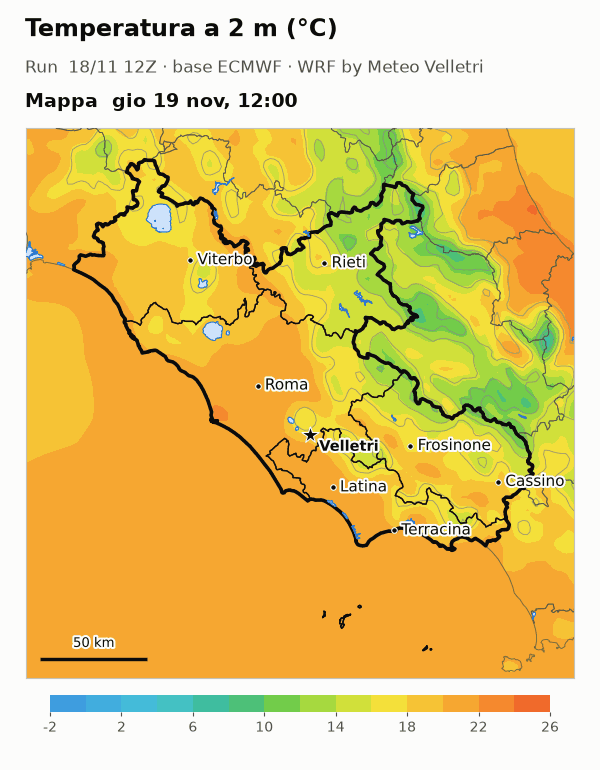 Temperatura a 2 m (°C)
Run  18/11 12Z · base ECMWF · WRF by Meteo Velletri
Mappa  gio 19 nov, 12:00
Viterbo
Rieti
Roma
Velletri
Frosinone
Latina
Cassino
Terracina
50 km
-2 2 6 10 14 18 22 26